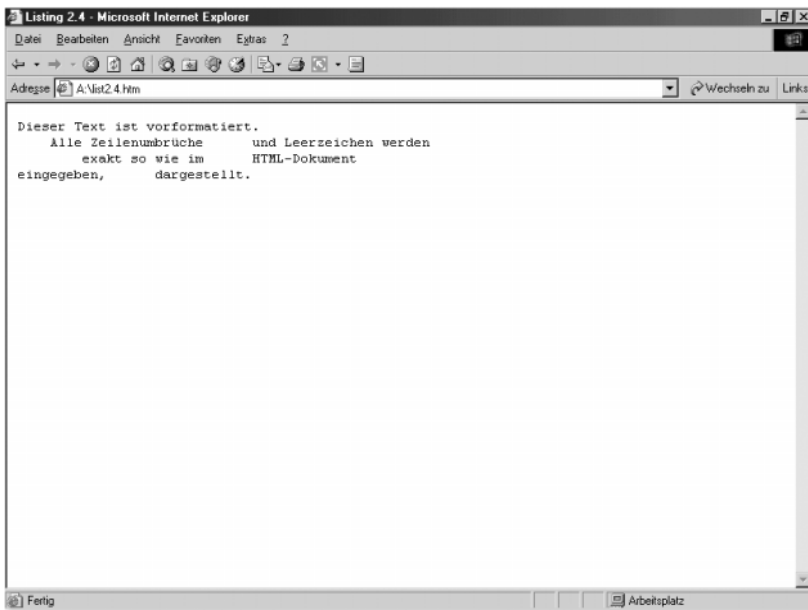 Listing 2.4 - Microsoft Internet Explorer
Datei Bearbeiten Ansicht Favoriten Extras ?
Adresse A:\list2.4.htm Wechseln zu Links
Dieser Text ist vorformatiert.
    Alle Zeilenumbrüche      und Leerzeichen werden
        exakt so wie im      HTML-Dokument
eingegeben,      dargestellt.
Fertig Arbeitsplatz